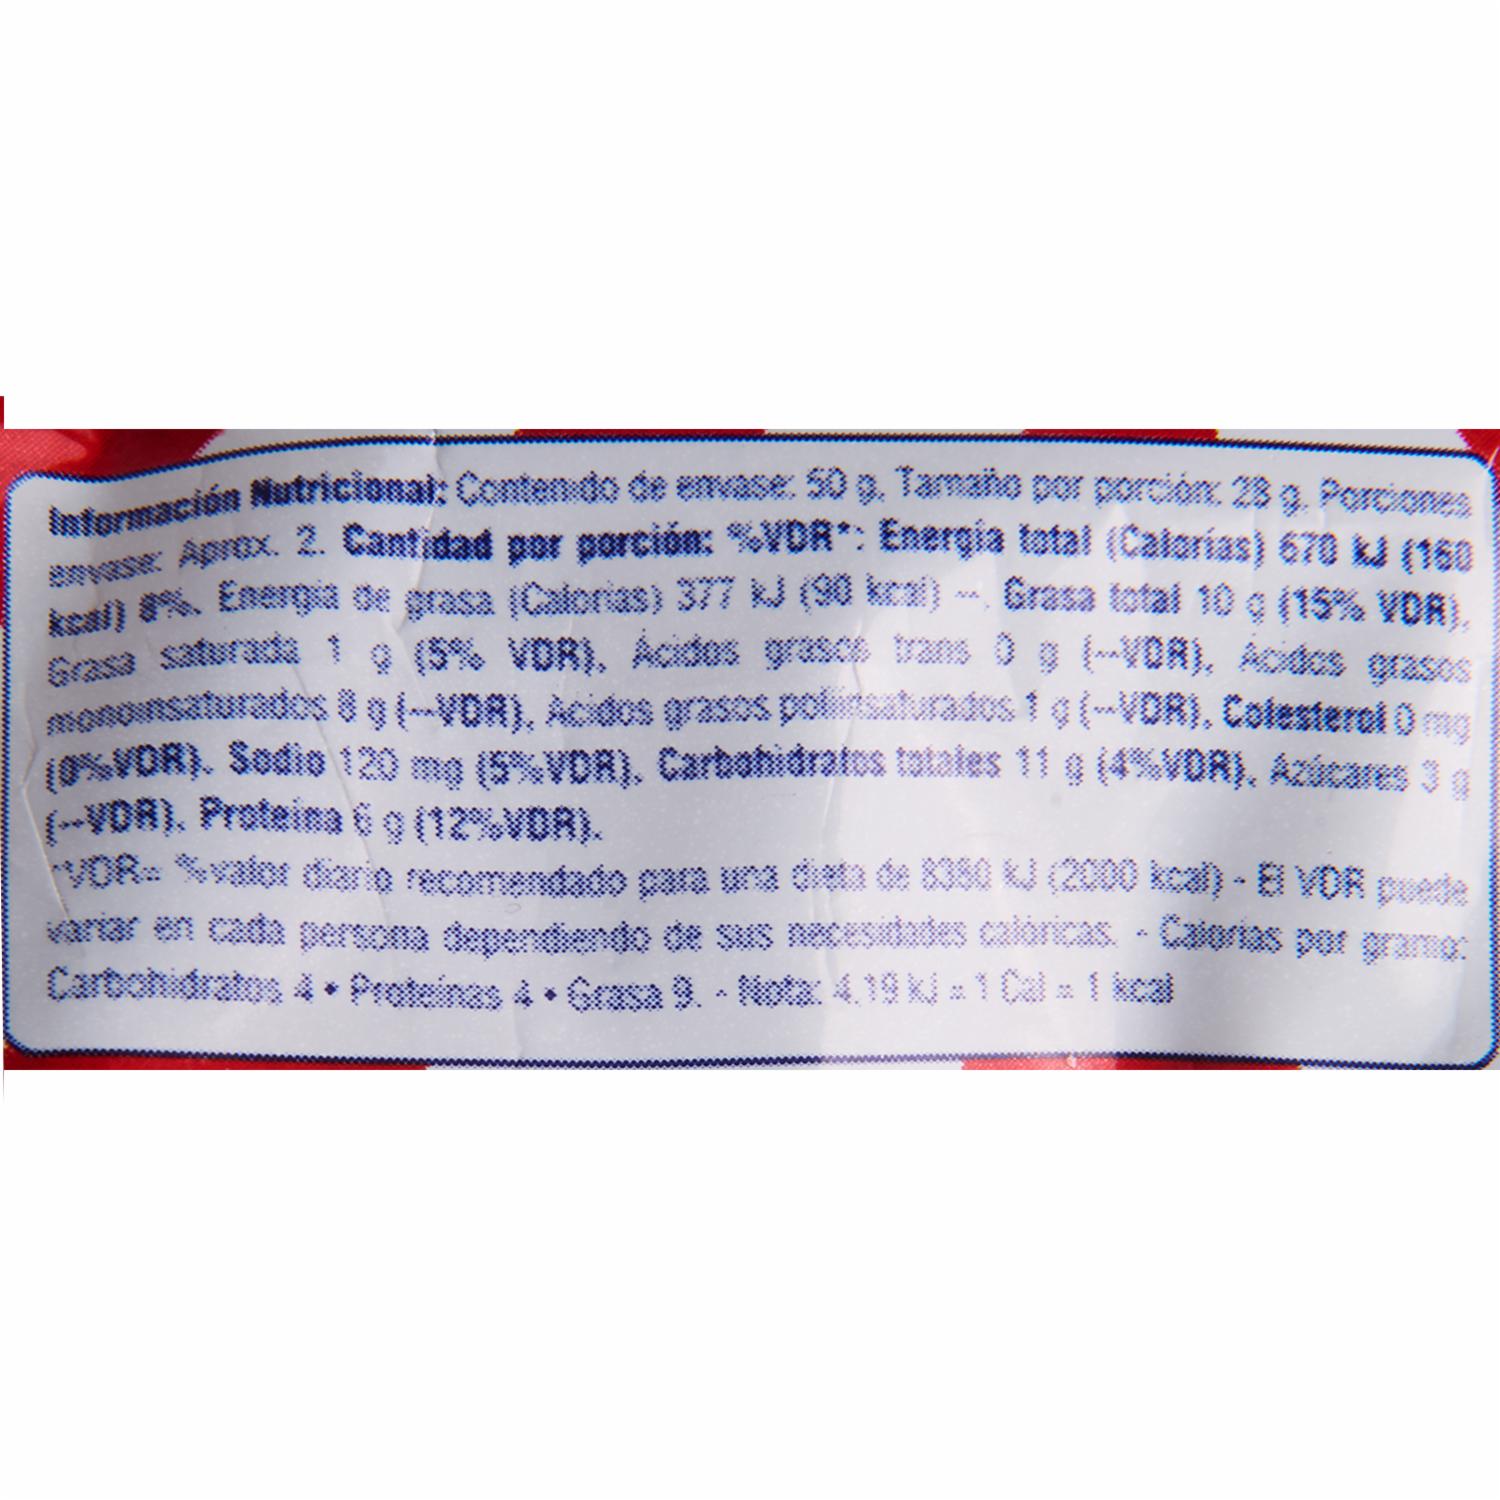 Información Nutricional: Contenido de envase: 50 g, Tamaño por porción: 28 g, Porciones
envase: Aprox. 2. Cantidad por porción: %VDR*: Energía total (Calorías) 670 kJ (160
kcal) 8%. Energía de grasa (Calorías) 377 kJ (90 kcal) --, Grasa total 10 g (15% VDR),
Grasa saturada 1 g (5% VDR), Ácidos grasos trans 0 g (--VDR), Ácidos grasos
monoinsaturados 8 g (--VDR), Ácidos grasos poliinsaturados 1 g (--VDR), Colesterol 0 mg
(0%VDR), Sodio 120 mg (5%VDR), Carbohidratos totales 11 g (4%VDR), Azúcares 3 g
(--VDR), Proteína 6 g (12%VDR).
*VDR= %valor diario recomendado para una dieta de 8380 kJ (2000 kcal) - El VDR puede
variar en cada persona dependiendo de sus necesidades calóricas. - Calorías por gramo:
Carbohidratos 4 • Proteínas 4 • Grasa 9. - Nota: 4.19 kJ = 1 Cal = 1 kcal